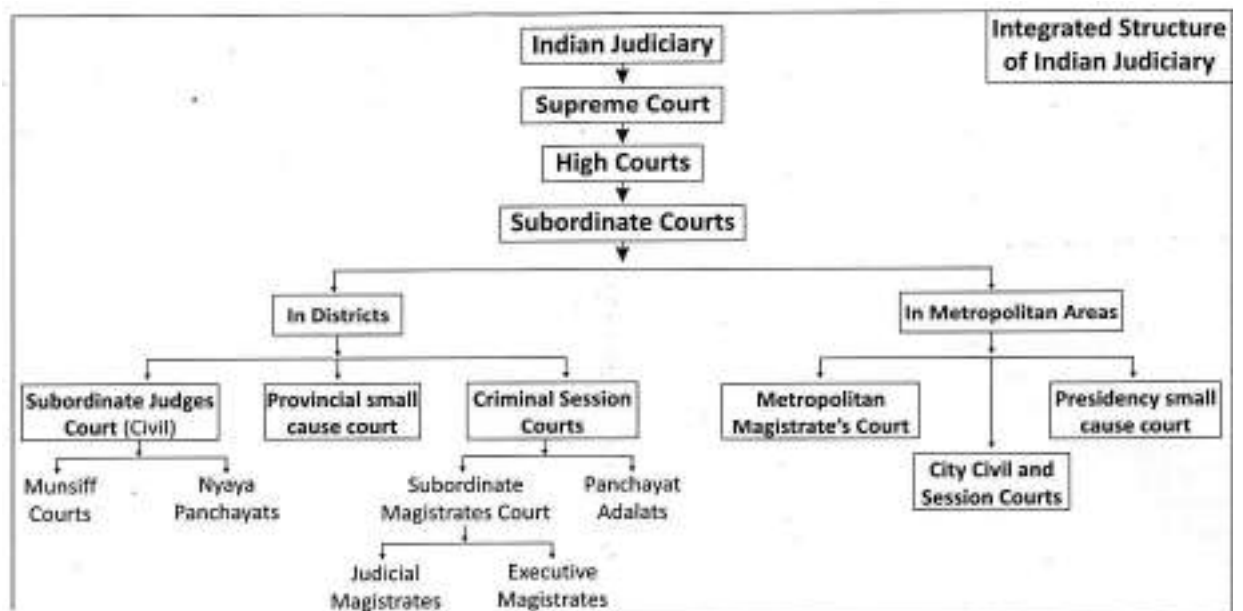 Integrated Structure
of Indian Judiciary
Indian Judiciary
Supreme Court
High Courts
Subordinate Courts
In Districts
In Metropolitan Areas
Subordinate Judges
Court (Civil)
Provincial small
cause court
Criminal Session
Courts
Metropolitan
Magistrate's Court
Presidency small
cause court
City Civil and
Session Courts
Munsiff
Courts
Nyaya
Panchayats
Subordinate
Magistrates Court
Panchayat
Adalats
Judicial
Magistrates
Executive
Magistrates